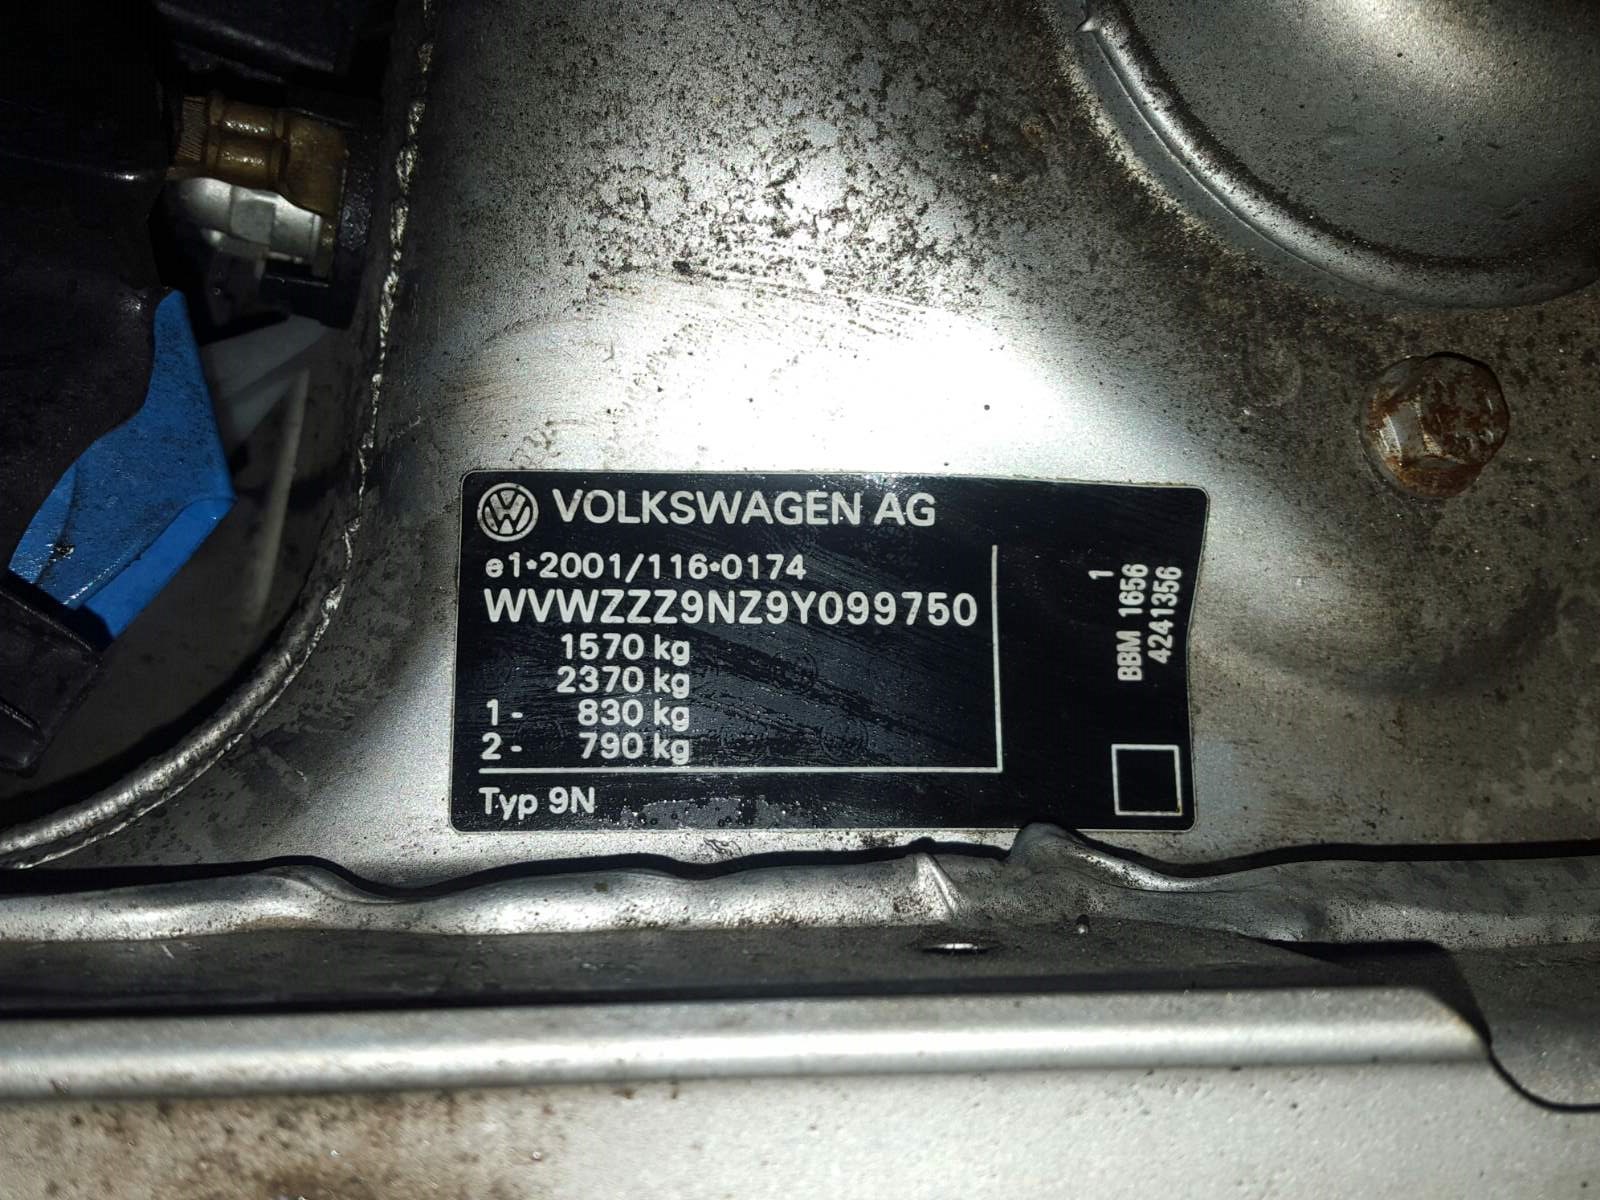 VOLKSWAGEN AG
e1*2001/116*0174
WVWZZZ9NZ9Y099750
1570 kg
2370 kg
1- 830 kg
2- 790 kg
Typ 9N
1
BBM 1656
4241356